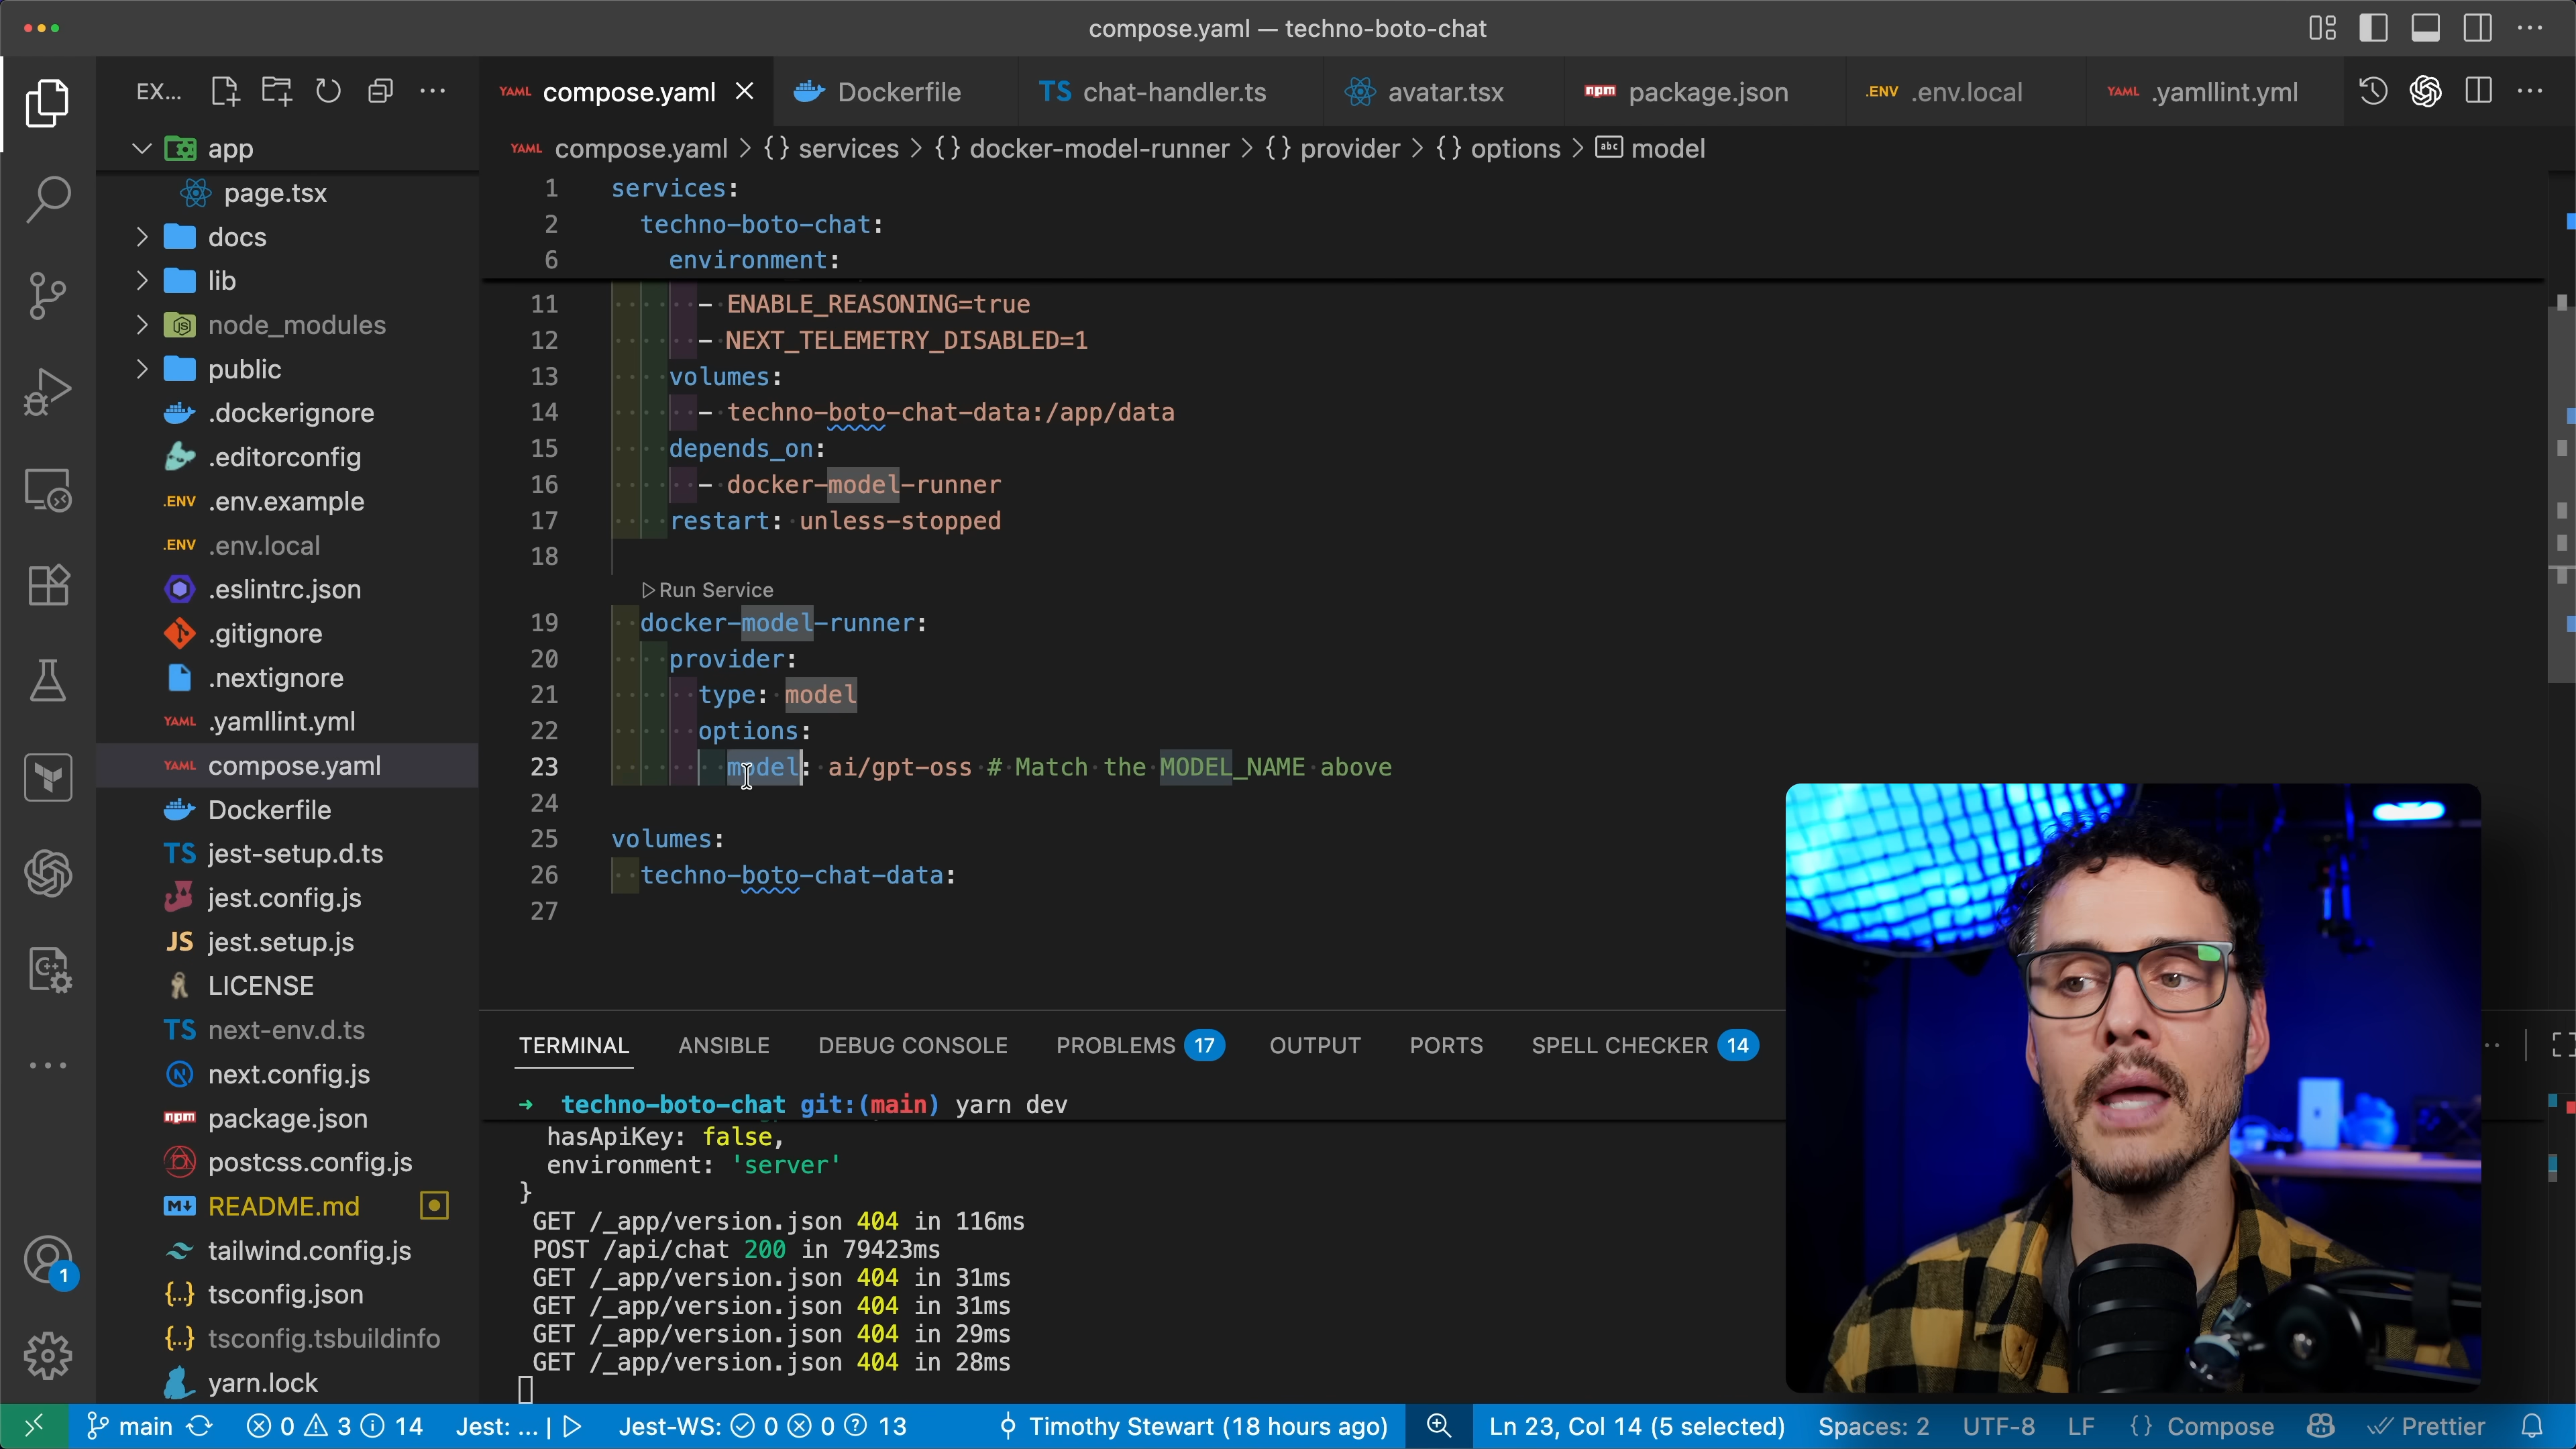 compose.yaml — techno-boto-chat
EX...
YAML compose.yaml
Dockerfile
TS chat-handler.ts
avatar.tsx
npm package.json
.ENV .env.local
YAML .yamllint.yml
YAML compose.yaml > {} services > {} docker-model-runner > {} provider > {} options > abc model
app
page.tsx
docs
lib
node_modules
public
.dockerignore
.editorconfig
.ENV .env.example
.ENV .env.local
.eslintrc.json
.gitignore
.nextignore
YAML .yamllint.yml
YAML compose.yaml
Dockerfile
TS jest-setup.d.ts
jest.config.js
JS jest.setup.js
LICENSE
TS next-env.d.ts
next.config.js
npm package.json
postcss.config.js
M↓ README.md
tailwind.config.js
{..} tsconfig.json
{..} tsconfig.tsbuildinfo
yarn.lock
1
1 services:
2 techno-boto-chat:
6 environment:
11 - ENABLE_REASONING=true
12 - NEXT_TELEMETRY_DISABLED=1
13 volumes:
14 - techno-boto-chat-data:/app/data
15 depends_on:
16 - docker-model-runner
17 restart: unless-stopped
18
Run Service
19 docker-model-runner:
20 provider:
21 type: model
22 options:
23 model: ai/gpt-oss # Match the MODEL_NAME above
24
25 volumes:
26 techno-boto-chat-data:
27
TERMINAL ANSIBLE DEBUG CONSOLE PROBLEMS 17 OUTPUT PORTS SPELL CHECKER 14
→ techno-boto-chat git:(main) yarn dev
hasApiKey: false,
environment: 'server'
}
GET /_app/version.json 404 in 116ms
POST /api/chat 200 in 79423ms
GET /_app/version.json 404 in 31ms
GET /_app/version.json 404 in 31ms
GET /_app/version.json 404 in 29ms
GET /_app/version.json 404 in 28ms
main 0 3 14 Jest: ... | Jest-WS: 0 0 13 Timothy Stewart (18 hours ago) Ln 23, Col 14 (5 selected) Spaces: 2 UTF-8 LF {} Compose Prettier